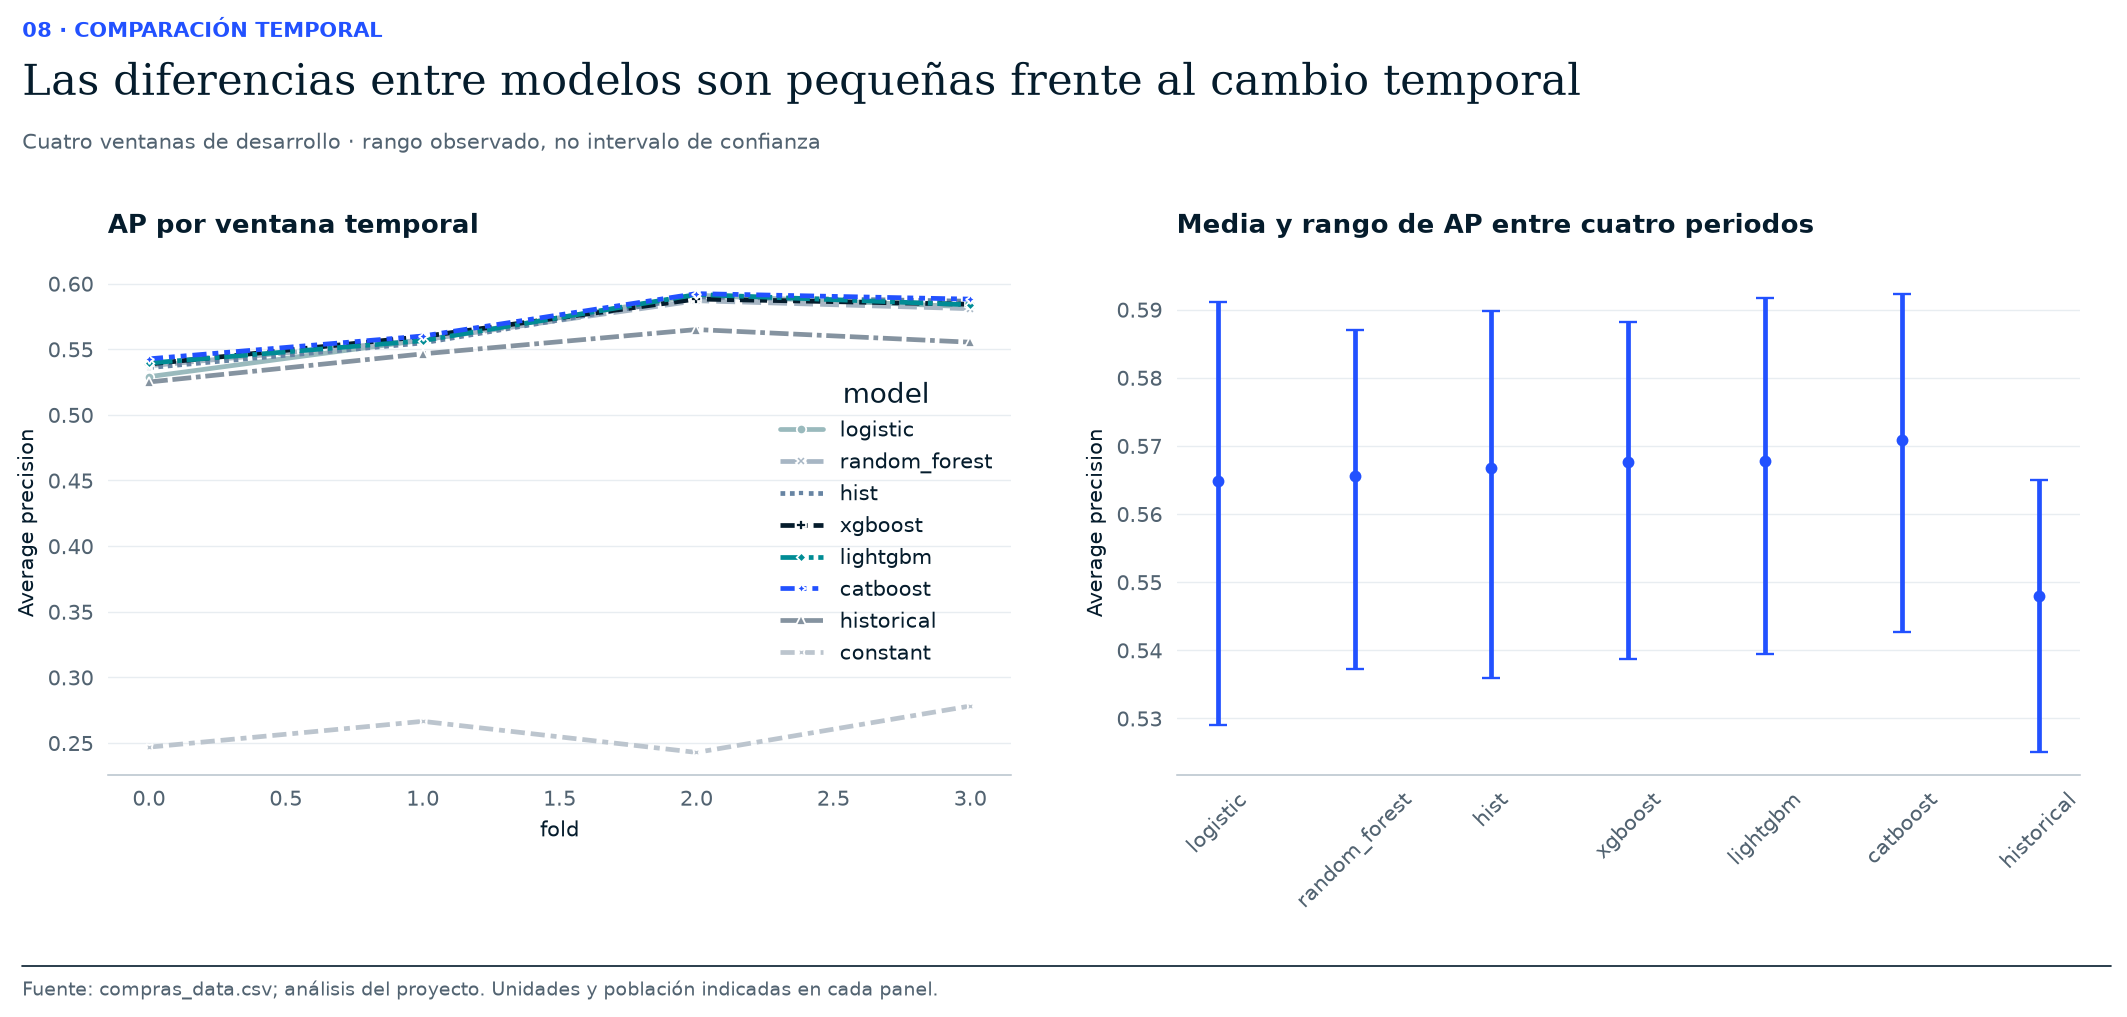 08 · COMPARACIÓN TEMPORAL
Las diferencias entre modelos son pequeñas frente al cambio temporal
Cuatro ventanas de desarrollo · rango observado, no intervalo de confianza
AP por ventana temporal
Average precision
0.60
0.55
0.50
0.45
0.40
0.35
0.30
0.25
model
logistic
random_forest
hist
xgboost
lightgbm
catboost
historical
constant
0.0 0.5 1.0 1.5 2.0 2.5 3.0
fold
Media y rango de AP entre cuatro periodos
Average precision
0.59
0.58
0.57
0.56
0.55
0.54
0.53
logistic
random_forest
hist
xgboost
lightgbm
catboost
historical
Fuente: compras_data.csv; análisis del proyecto. Unidades y población indicadas en cada panel.